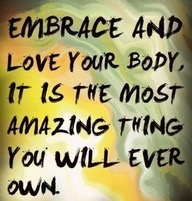 EMBRACE AND
LOVE YOUR BODY,
IT IS THE MOST
AMAZING THING
YOU WILL EVER
OWN.